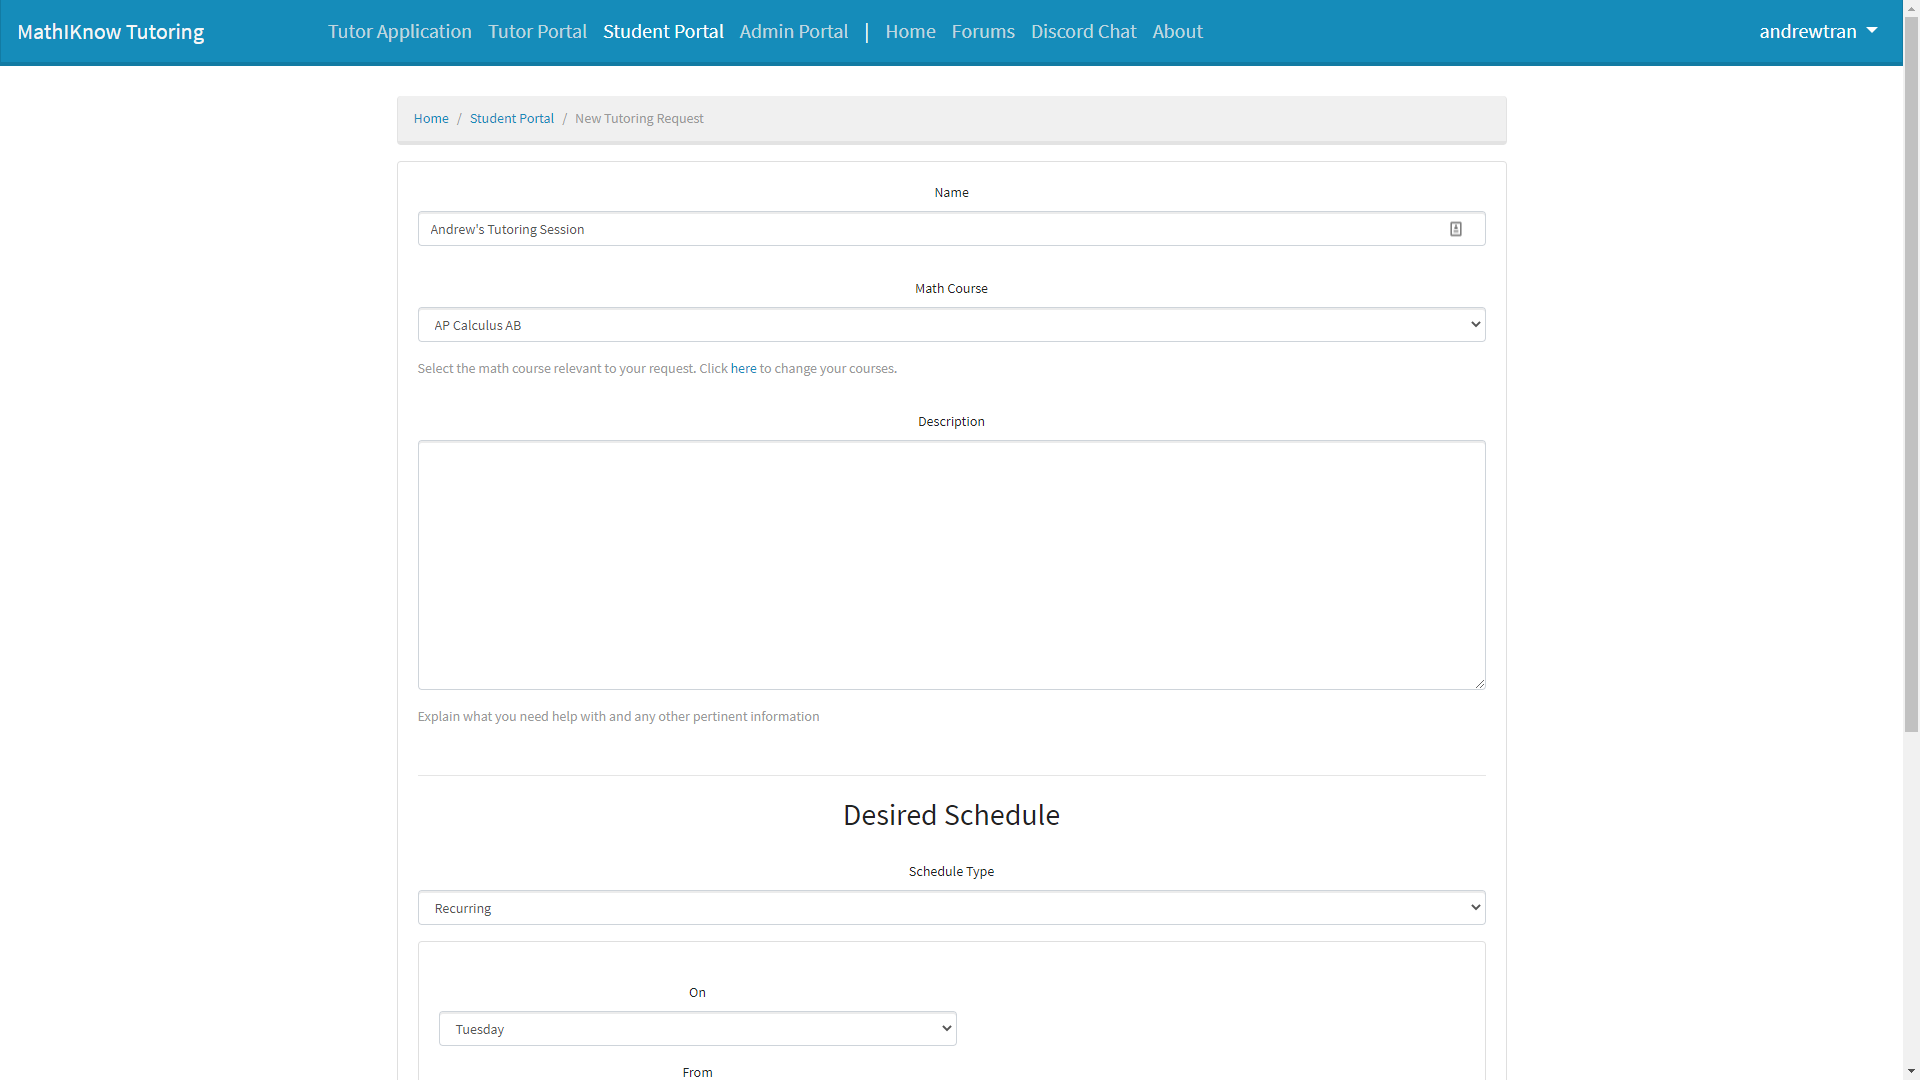 MathIKnow Tutoring Tutor Application Tutor Portal Student Portal Admin Portal | Home Forums Discord Chat About andrewtran
Home / Student Portal / New Tutoring Request
Name
Andrew's Tutoring Session
Math Course
AP Calculus AB
Select the math course relevant to your request. Click here to change your courses.
Description
Explain what you need help with and any other pertinent information
Desired Schedule
Schedule Type
Recurring
On
Tuesday
From